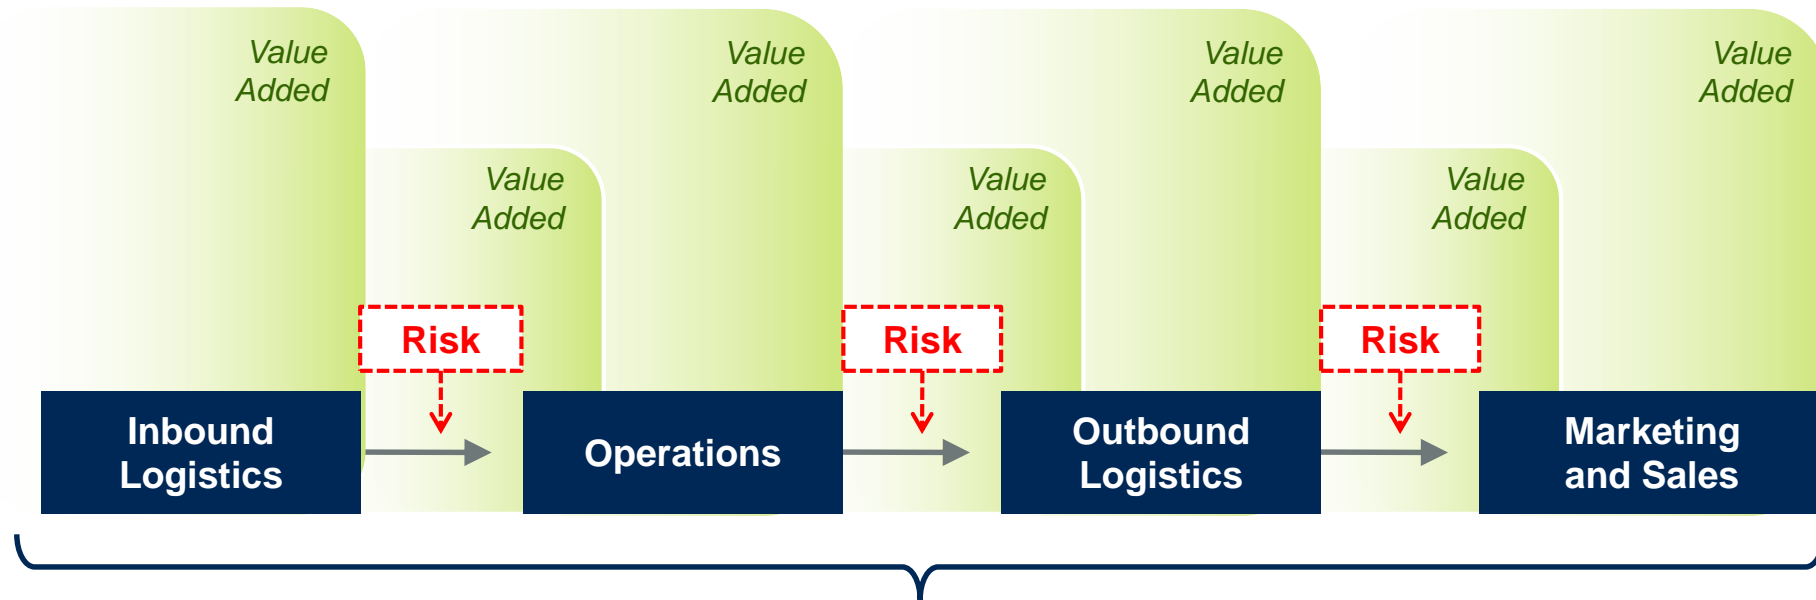 Value
Added
Value
Added
Value
Added
Value
Added
Value
Added
Value
Added
Value
Added
Risk
Risk
Risk
Inbound
Logistics
Operations
Outbound
Logistics
Marketing
and Sales